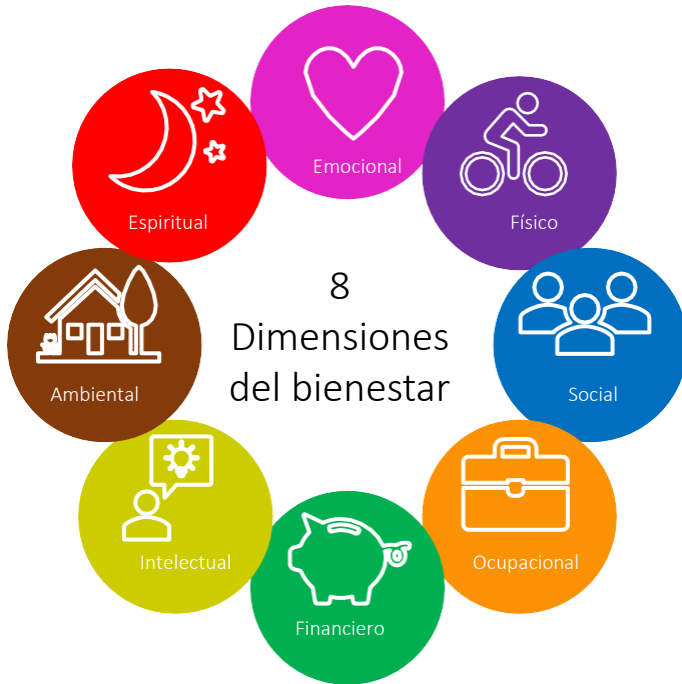 8
Dimensiones
del bienestar
Emocional
Físico
Social
Ocupacional
Financiero
Intelectual
Ambiental
Espiritual